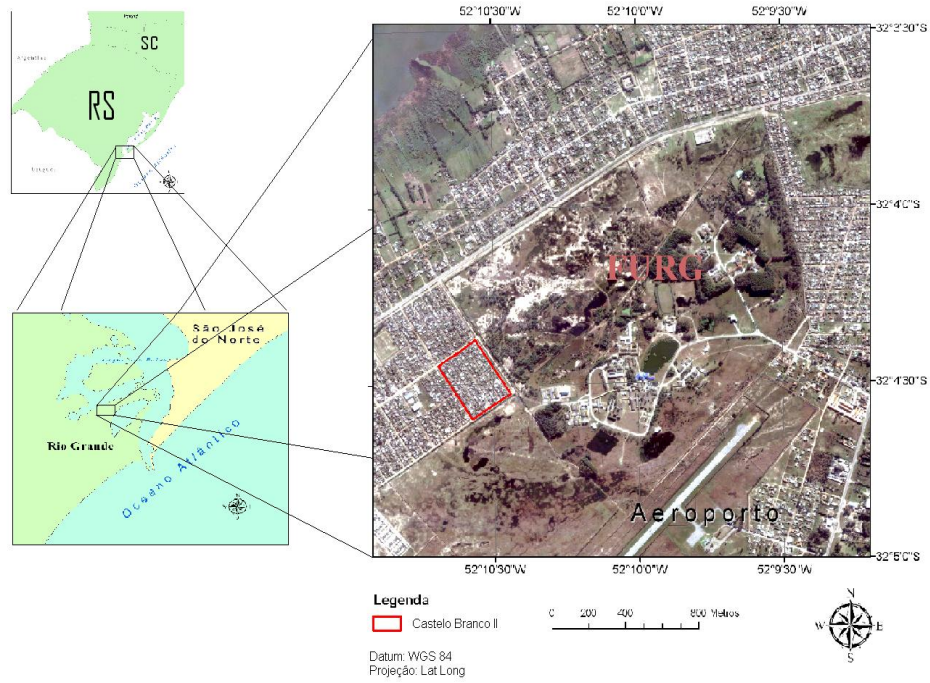 SC
RS
São José
do Norte
Rio Grande
Oceano Atlântico
52°10'30"W 52°10'0"W 52°9'30"W
32°3'30"S
32°4'0"S
32°4'30"S
32°5'0"S
FURG
Aeroporto
52°10'30"W 52°10'0"W 52°9'30"W
Legenda
Castelo Branco II
0 200 400 800 Metros
Datum: WGS 84
Projeção: Lat Long
N
W E
S